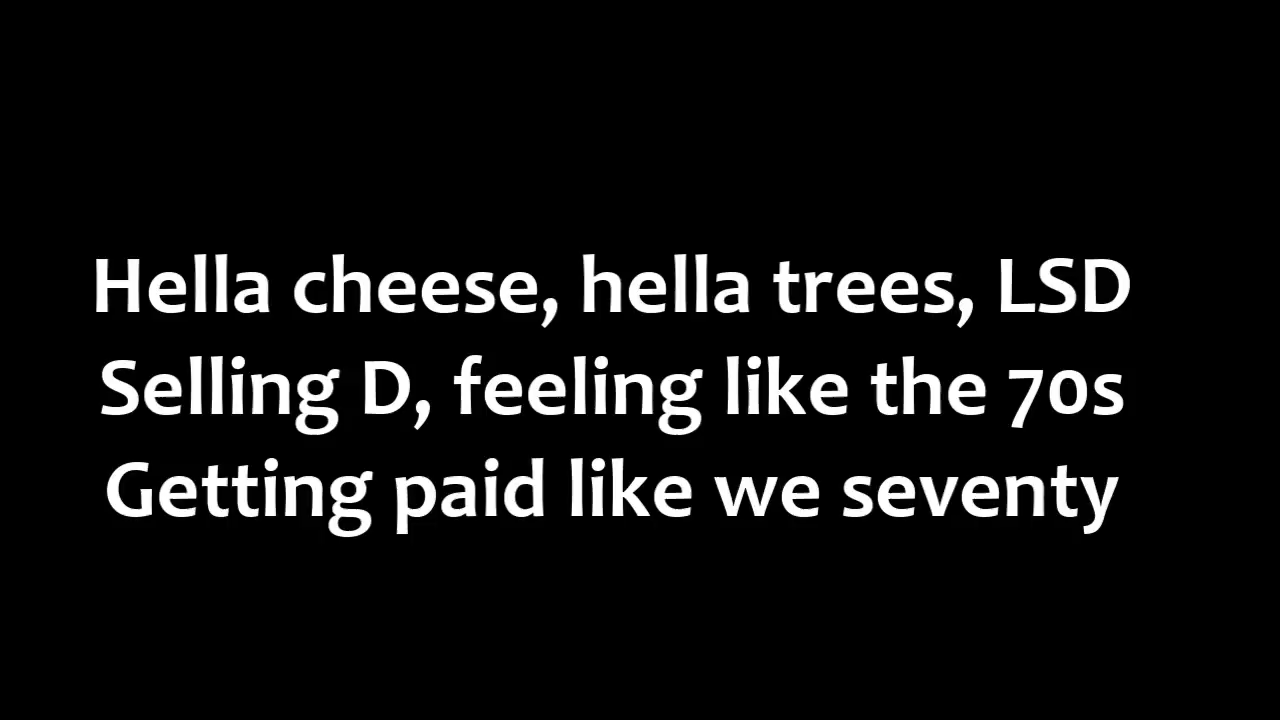 Hella cheese, hella trees, LSD
Selling D, feeling like the 70s
Getting paid like we seventy